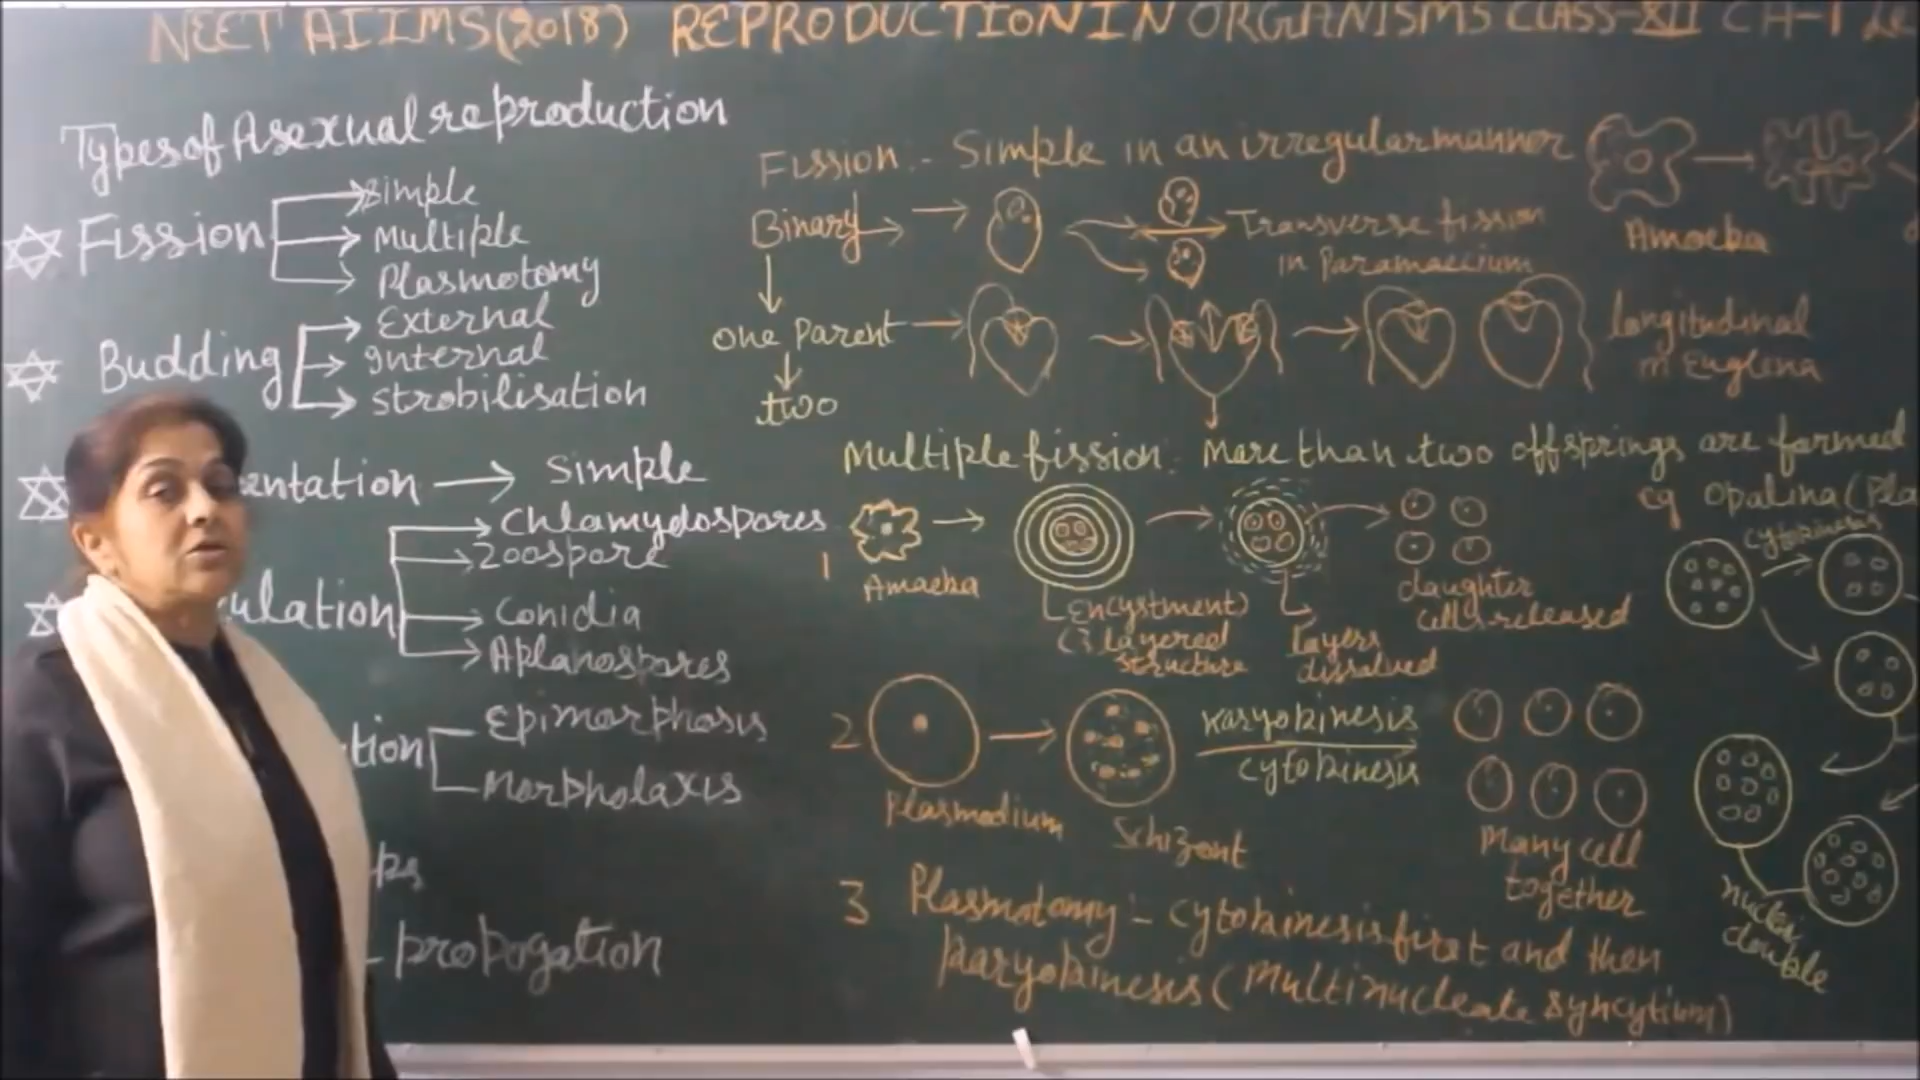 NEET AIIMS(2018) REPRODUCTION IN ORGANISMS CLASS-XII CH-1
Types of Asexual reproduction
Fission
Simple
Multiple
Plasmotomy
Budding
External
Internal
Strobilisation
entation → Simple
ulation
Chlamydospores
Zoospore
Conidia
Aplanospores
tion
Epimorphosis
Morpholaxis
propogation
Fission :- Simple in an irregular manner
Amoeba
Binary
Transverse fission
in Paramaecium
One Parent
two
longitudinal
in Euglena
Multiple fission : More than two offsprings are formed
eg Opalina (Pla
cytokinesis
1
Amaeba
Encystment)
(3 layered
structure
layers
dissolved
daughter
cells released
2
Plasmodium
Schizont
Karyokinesis
cytokinesis
Many cell
together
nuclei
double
3 Plasmotomy - cytokinesis first and then
karyokinesis (Multinucleate syncytium)